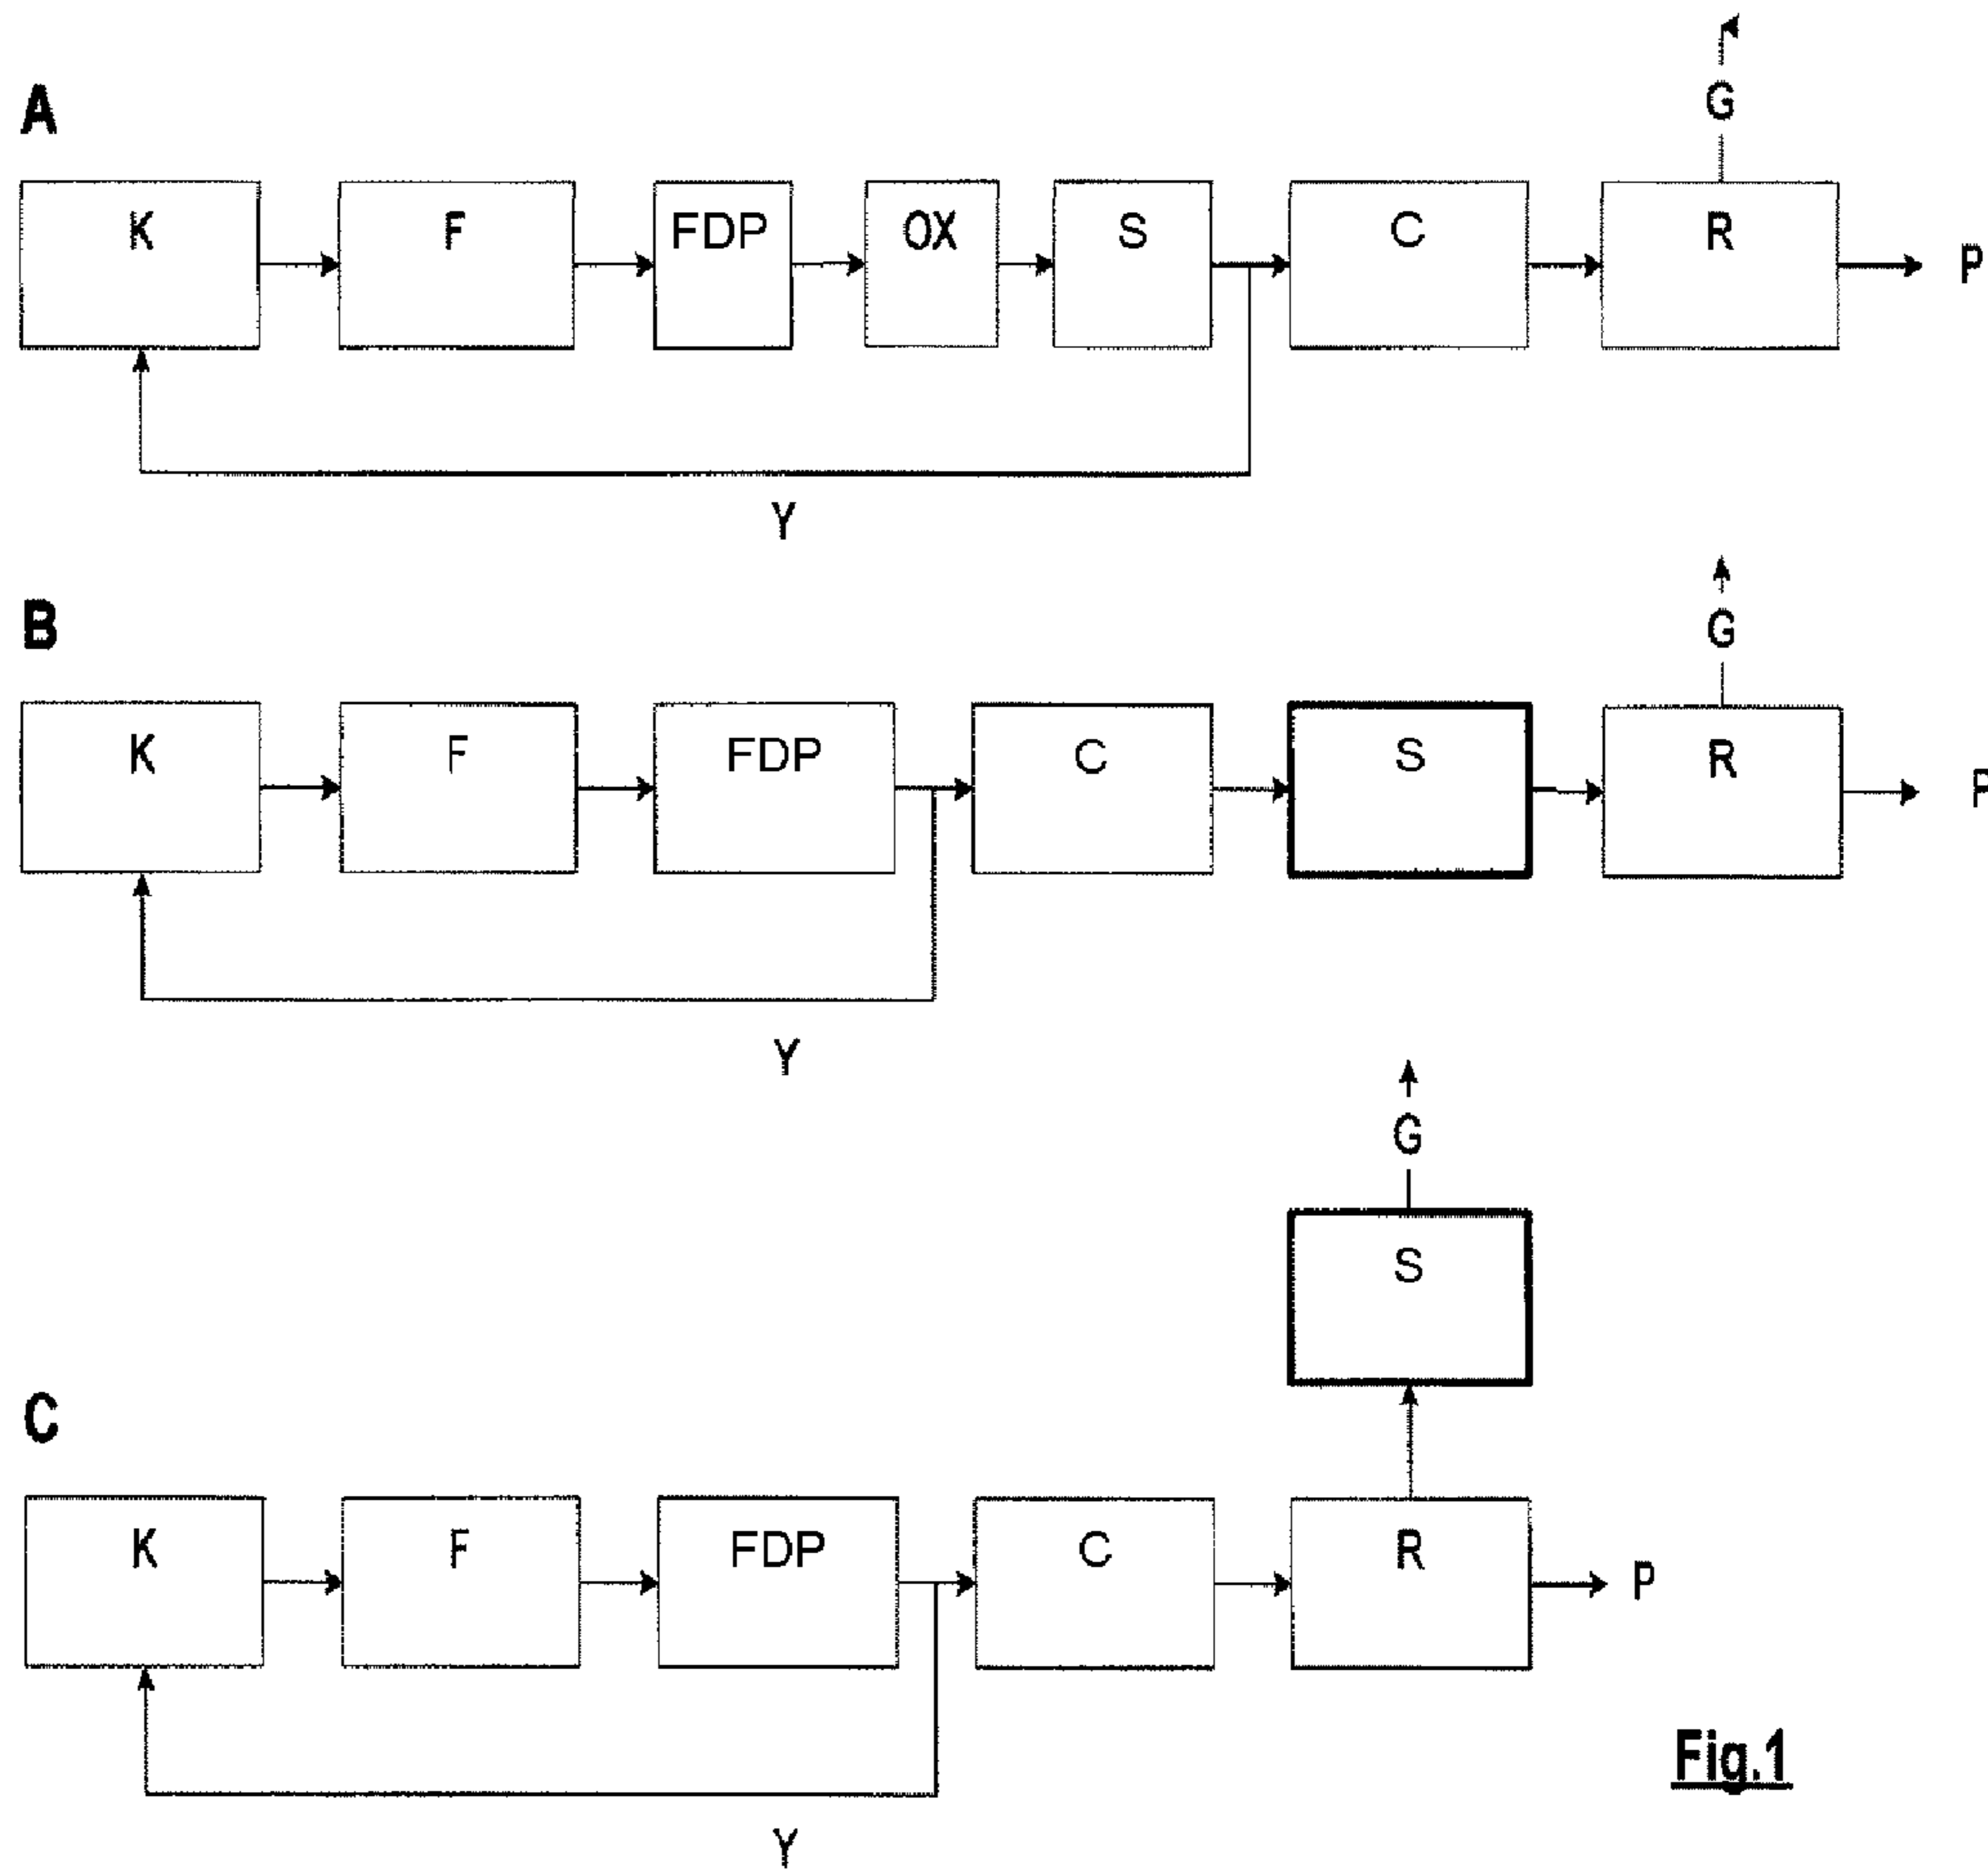 G
A
K F FDP OX S C R
P
Y
G
B
K F FDP C S R
P
Y
G
S
C
K F FDP C R
P
Fig.1
Y